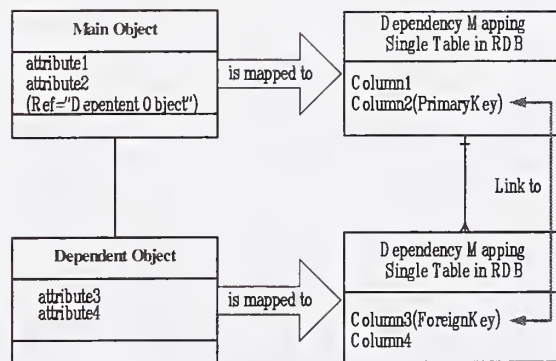 Main Object
attribute1
attribute2
(Ref="Depentent Object")
is mapped to
Dependency Mapping
Single Table in RDB
Column1
Column2(PrimaryKey)
Link to
Dependent Object
attribute3
attribute4
is mapped to
Dependency Mapping
Single Table in RDB
Column3(ForeignKey)
Column4